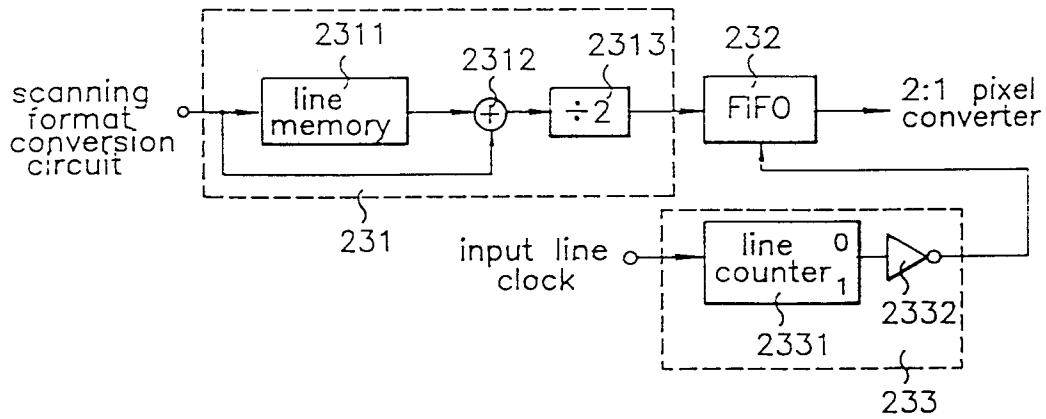 2311
2312
2313
232
scanning
format
conversion
circuit
line
memory
+
÷2
FiFO
2:1 pixel
converter
231
input line
clock
line
counter
0
1
2331
2332
233